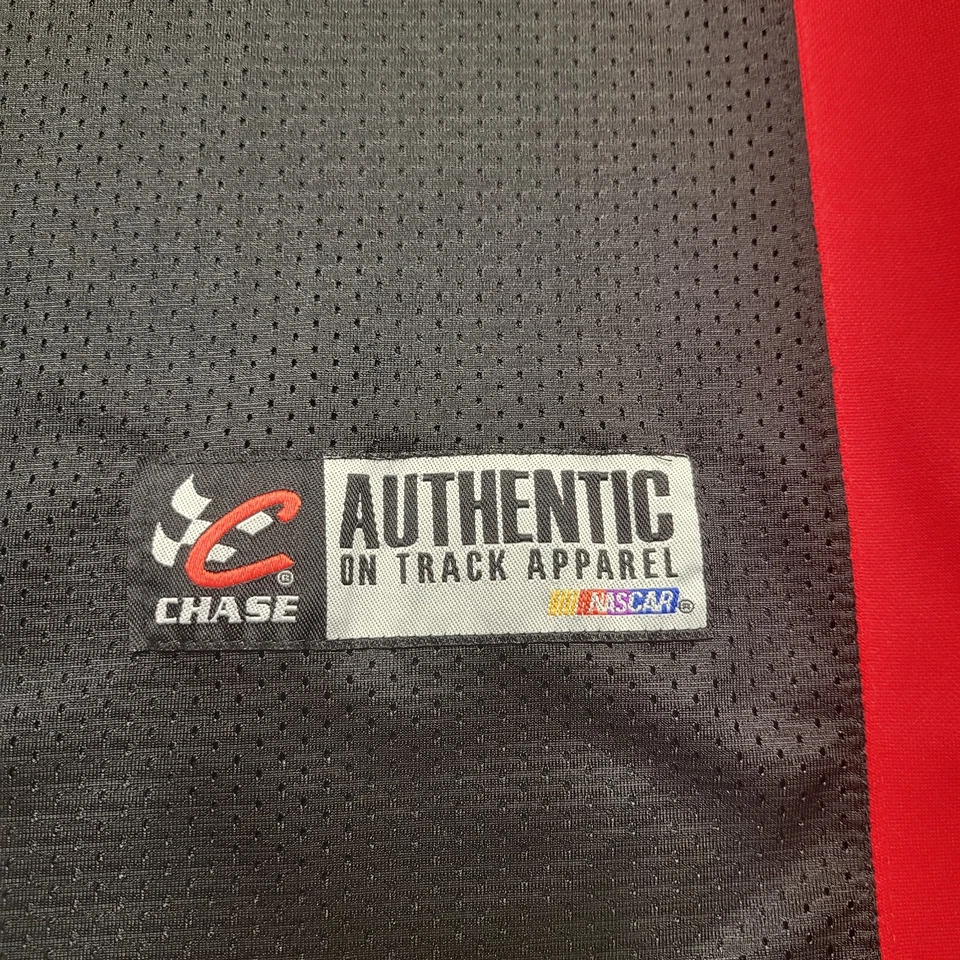 C®
CHASE
AUTHENTIC
ON TRACK APPAREL
NASCAR®